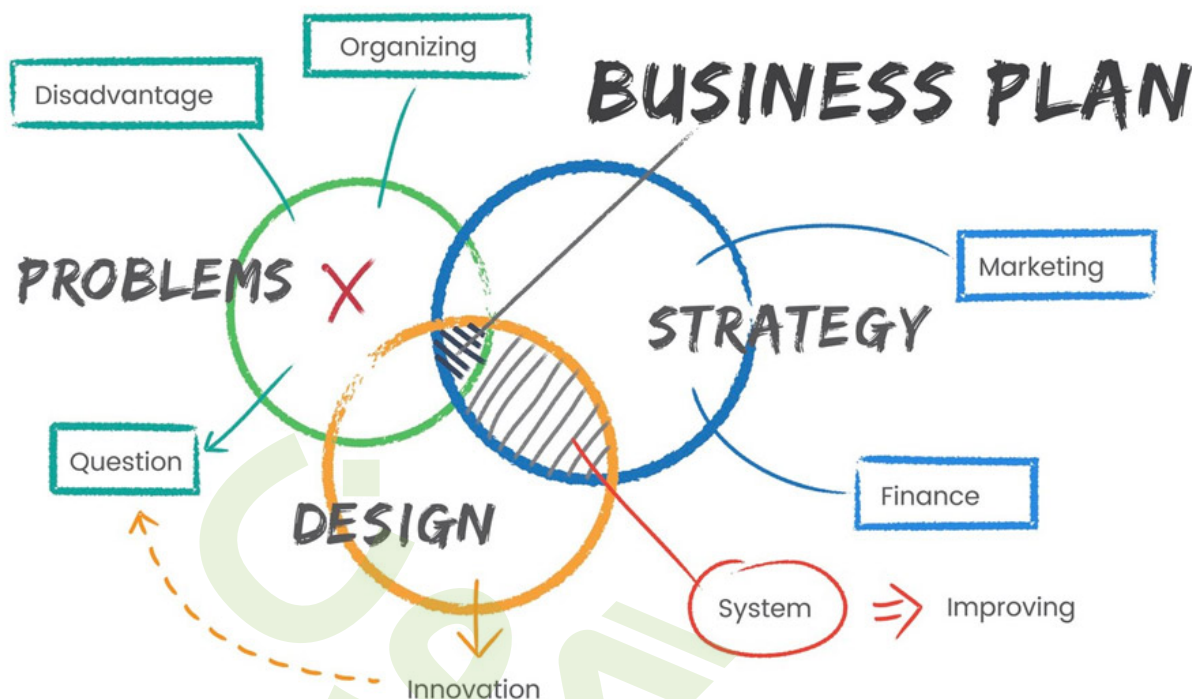 Organizing
Disadvantage
BUSINESS PLAN
PROBLEMS
X
Marketing
STRATEGY
Question
Finance
DESIGN
System
Improving
Innovation